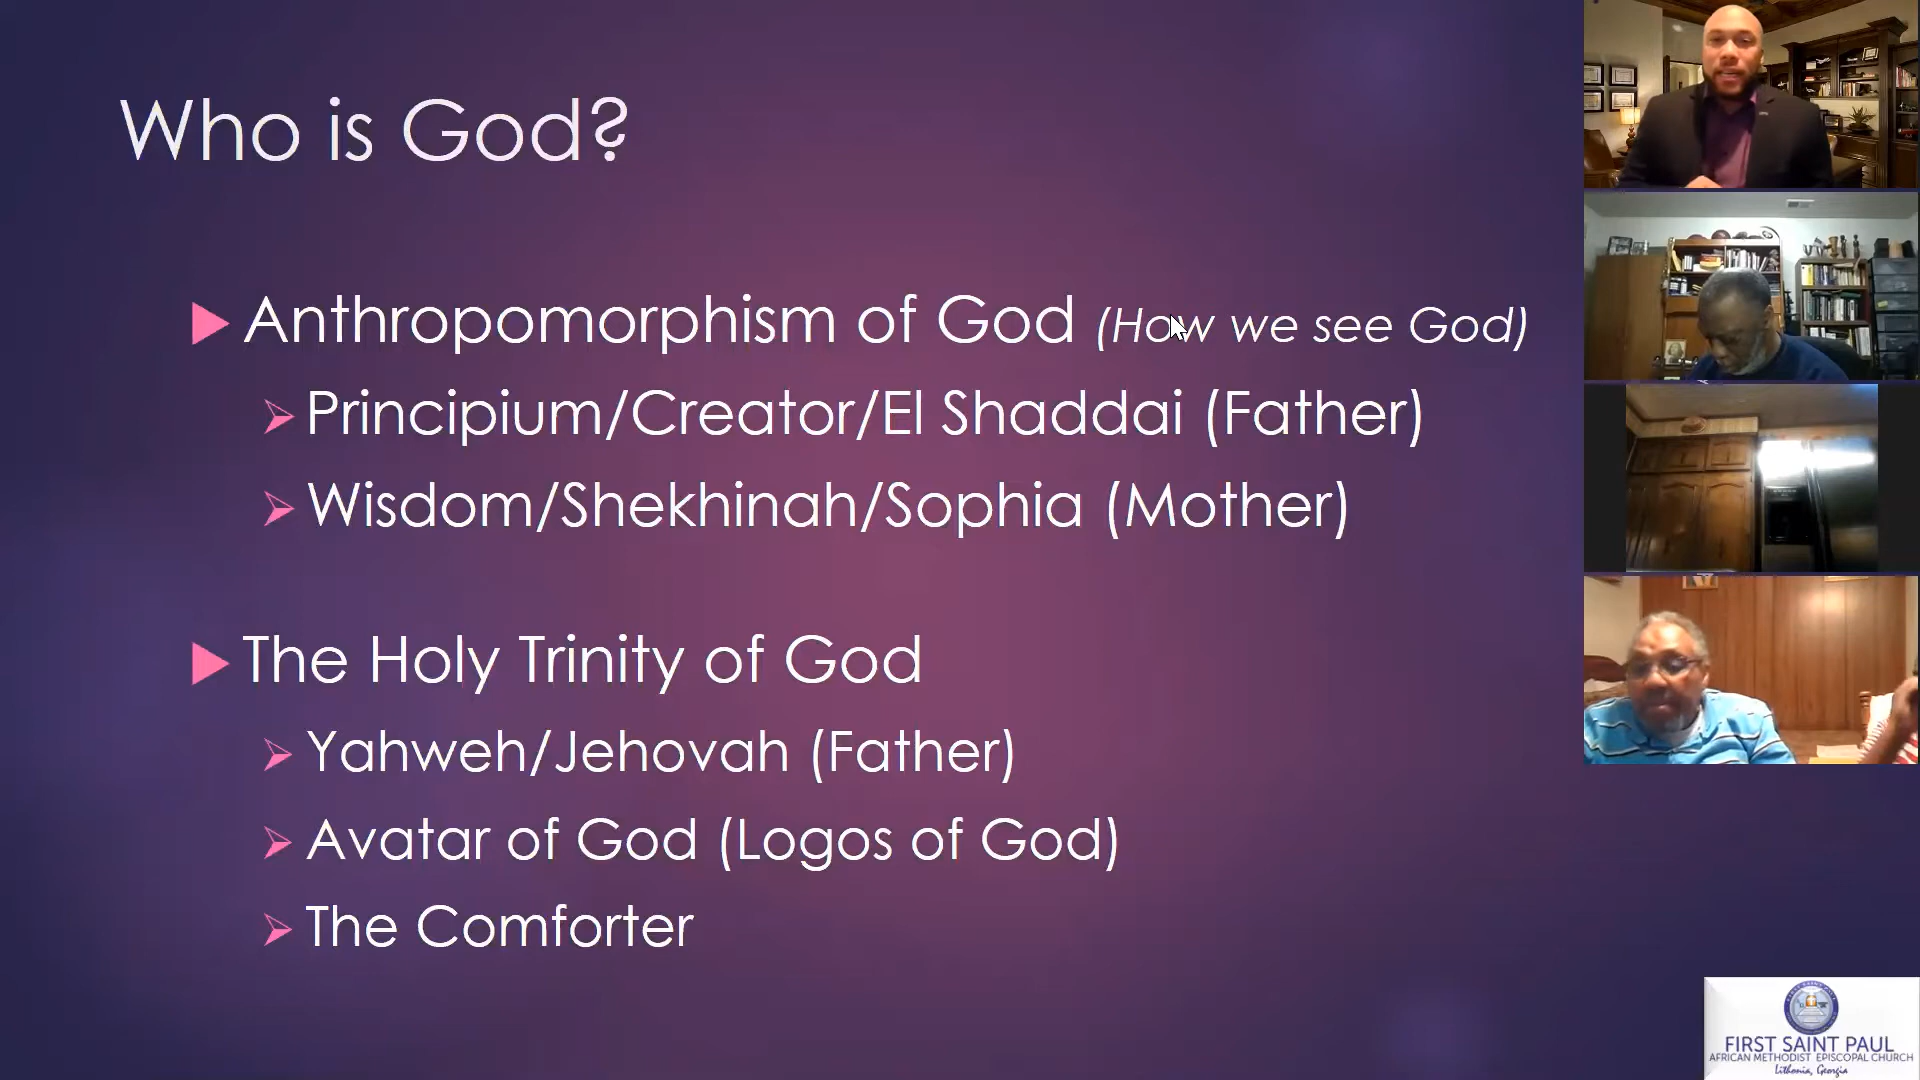 Who is God?
Anthropomorphism of God (How we see God)
Principium/Creator/El Shaddai (Father)
Wisdom/Shekhinah/Sophia (Mother)
The Holy Trinity of God
Yahweh/Jehovah (Father)
Avatar of God (Logos of God)
The Comforter
FIRST SAINT PAUL
AFRICAN METHODIST EPISCOPAL CHURCH
Lithonia, Georgia